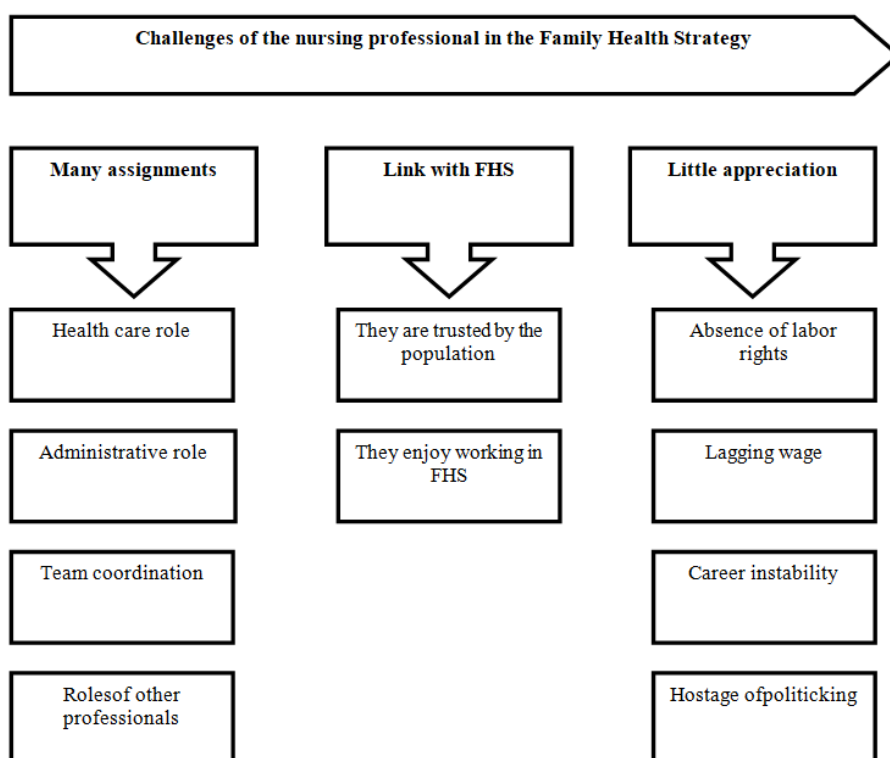 Challenges of the nursing professional in the Family Health Strategy
Many assignments
Link with FHS
Little appreciation
Health care role
They are trusted by the
population
Absence of labor
rights
Administrative role
They enjoy working in
FHS
Lagging wage
Team coordination
Career instability
Rolesof other
professionals
Hostage ofpoliticking